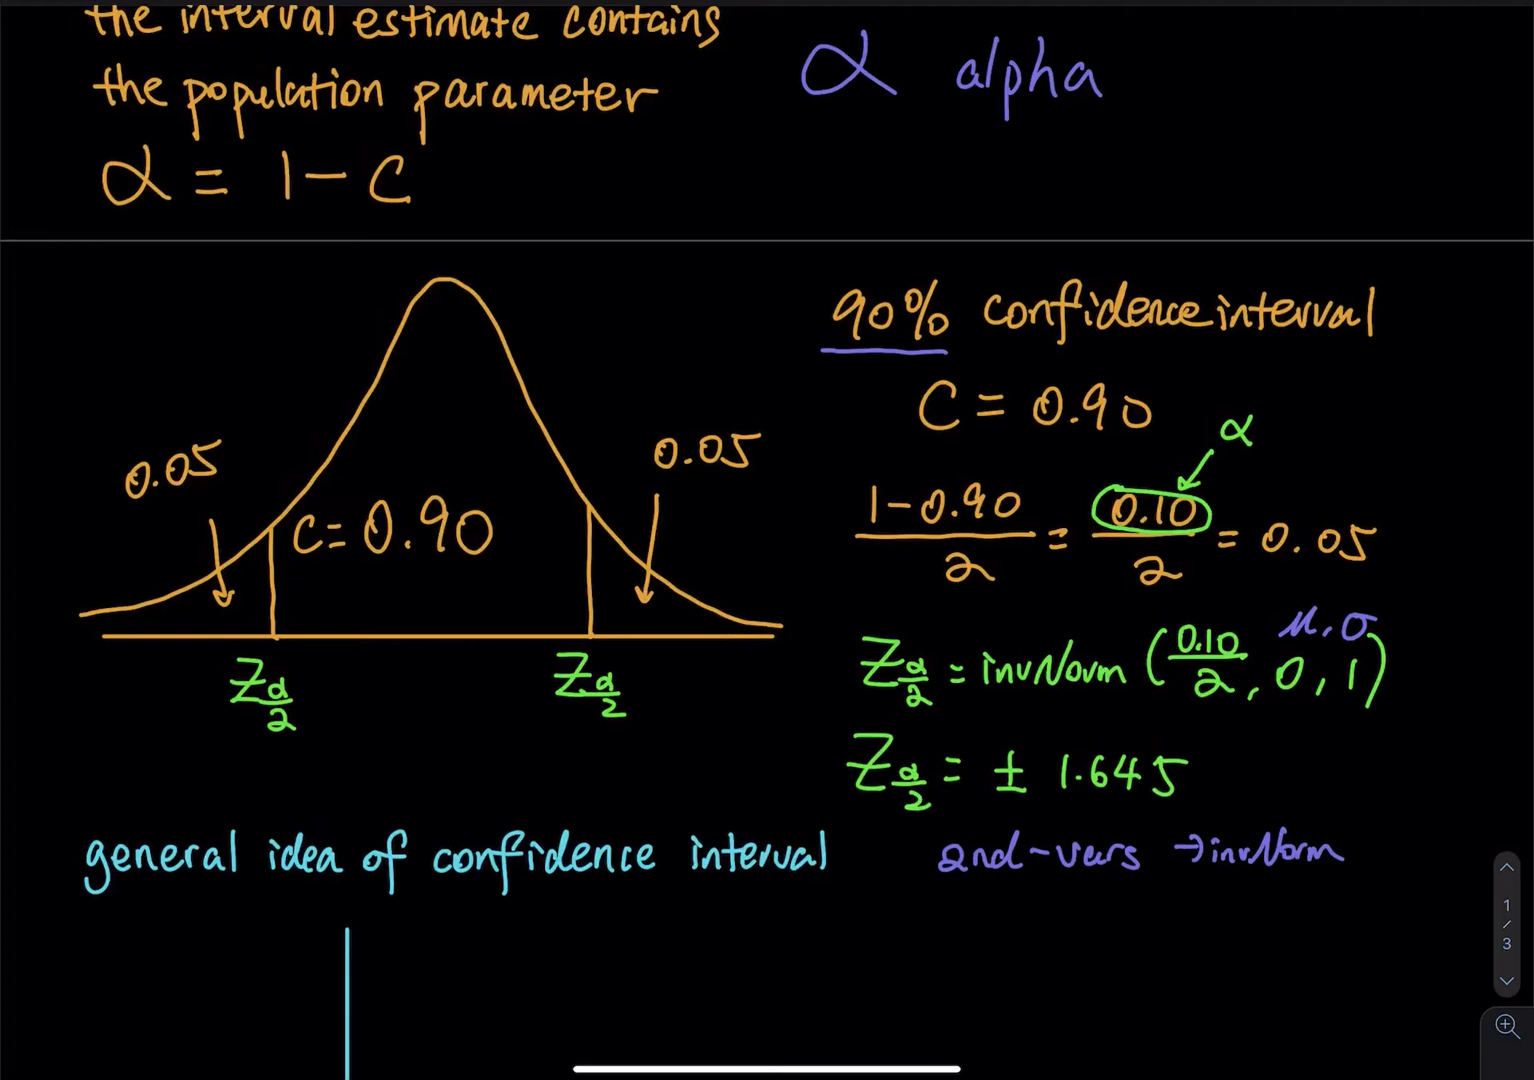 the interval estimate contains
the population parameter
α alpha
α = 1 - c
90% confidence interval
C = 0.90
α
0.05
0.05
C = 0.90
1-0.90/2 = 0.10/2 = 0.05
μ, σ
Zα/2 = invNorm (0.10/2, 0, 1)
Zα/2
Zα/2
Zα/2 = ± 1.645
general idea of confidence interval
2nd-vars → invNorm
1
/
3